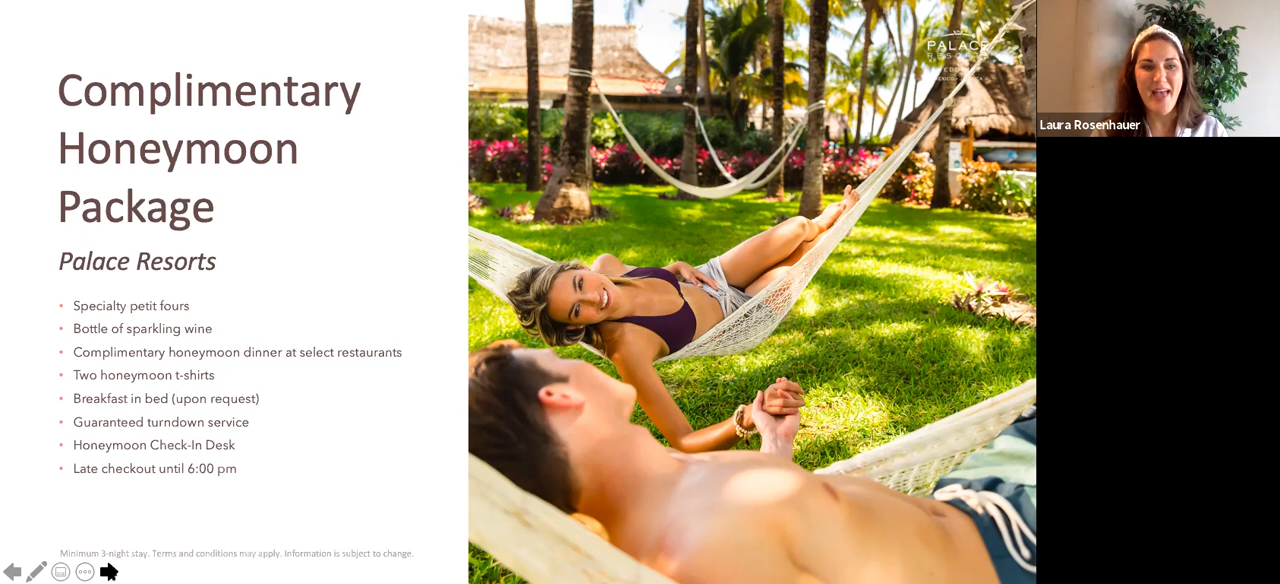 Complimentary
Honeymoon
Package
Palace Resorts
• Specialty petit fours
• Bottle of sparkling wine
• Complimentary honeymoon dinner at select restaurants
• Two honeymoon t-shirts
• Breakfast in bed (upon request)
• Guaranteed turndown service
• Honeymoon Check-In Desk
• Late checkout until 6:00 pm
Minimum 3-night stay. Terms and conditions may apply. Information is subject to change.
PALACE
RESORTS
Laura Rosenhauer